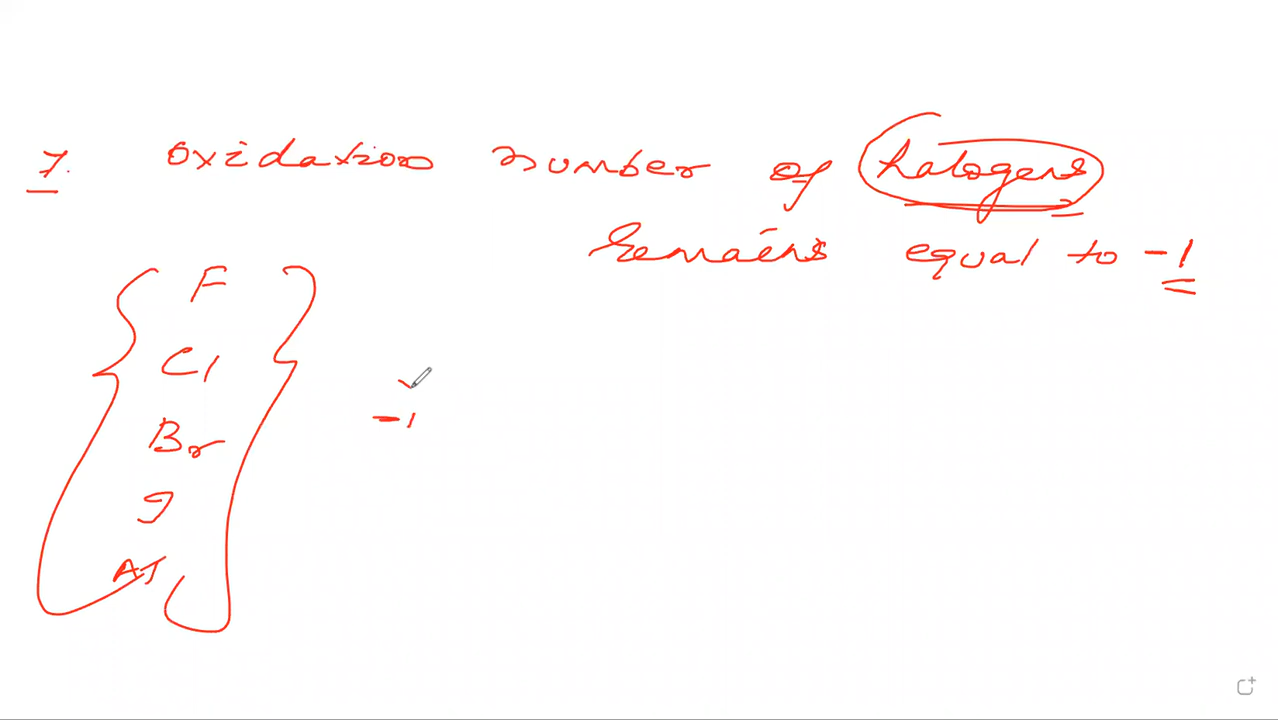 7. oxidation number of halogens
remains equal to -1
F
Cl
-1
Br
I
AT